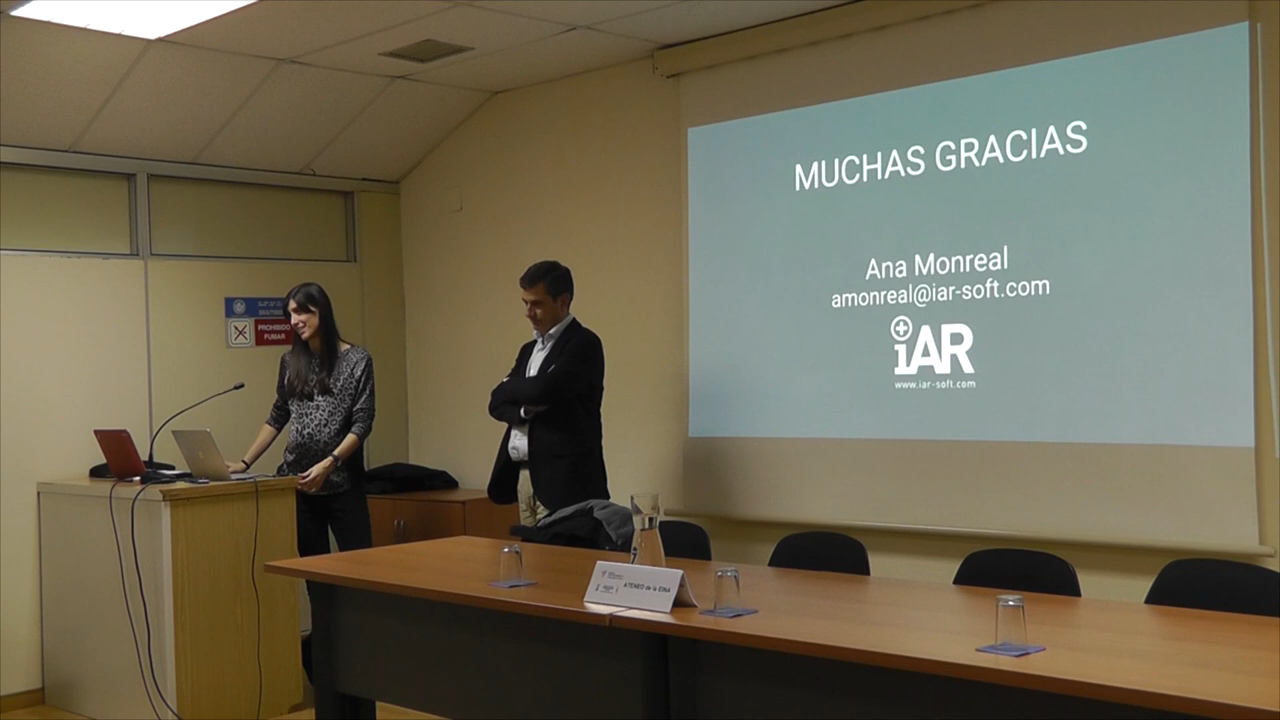 MUCHAS GRACIAS
Ana Monreal
amonreal@iar-soft.com
iAR
www.iar-soft.com
PROHIBIDO
FUMAR
ATENEO de la EINA